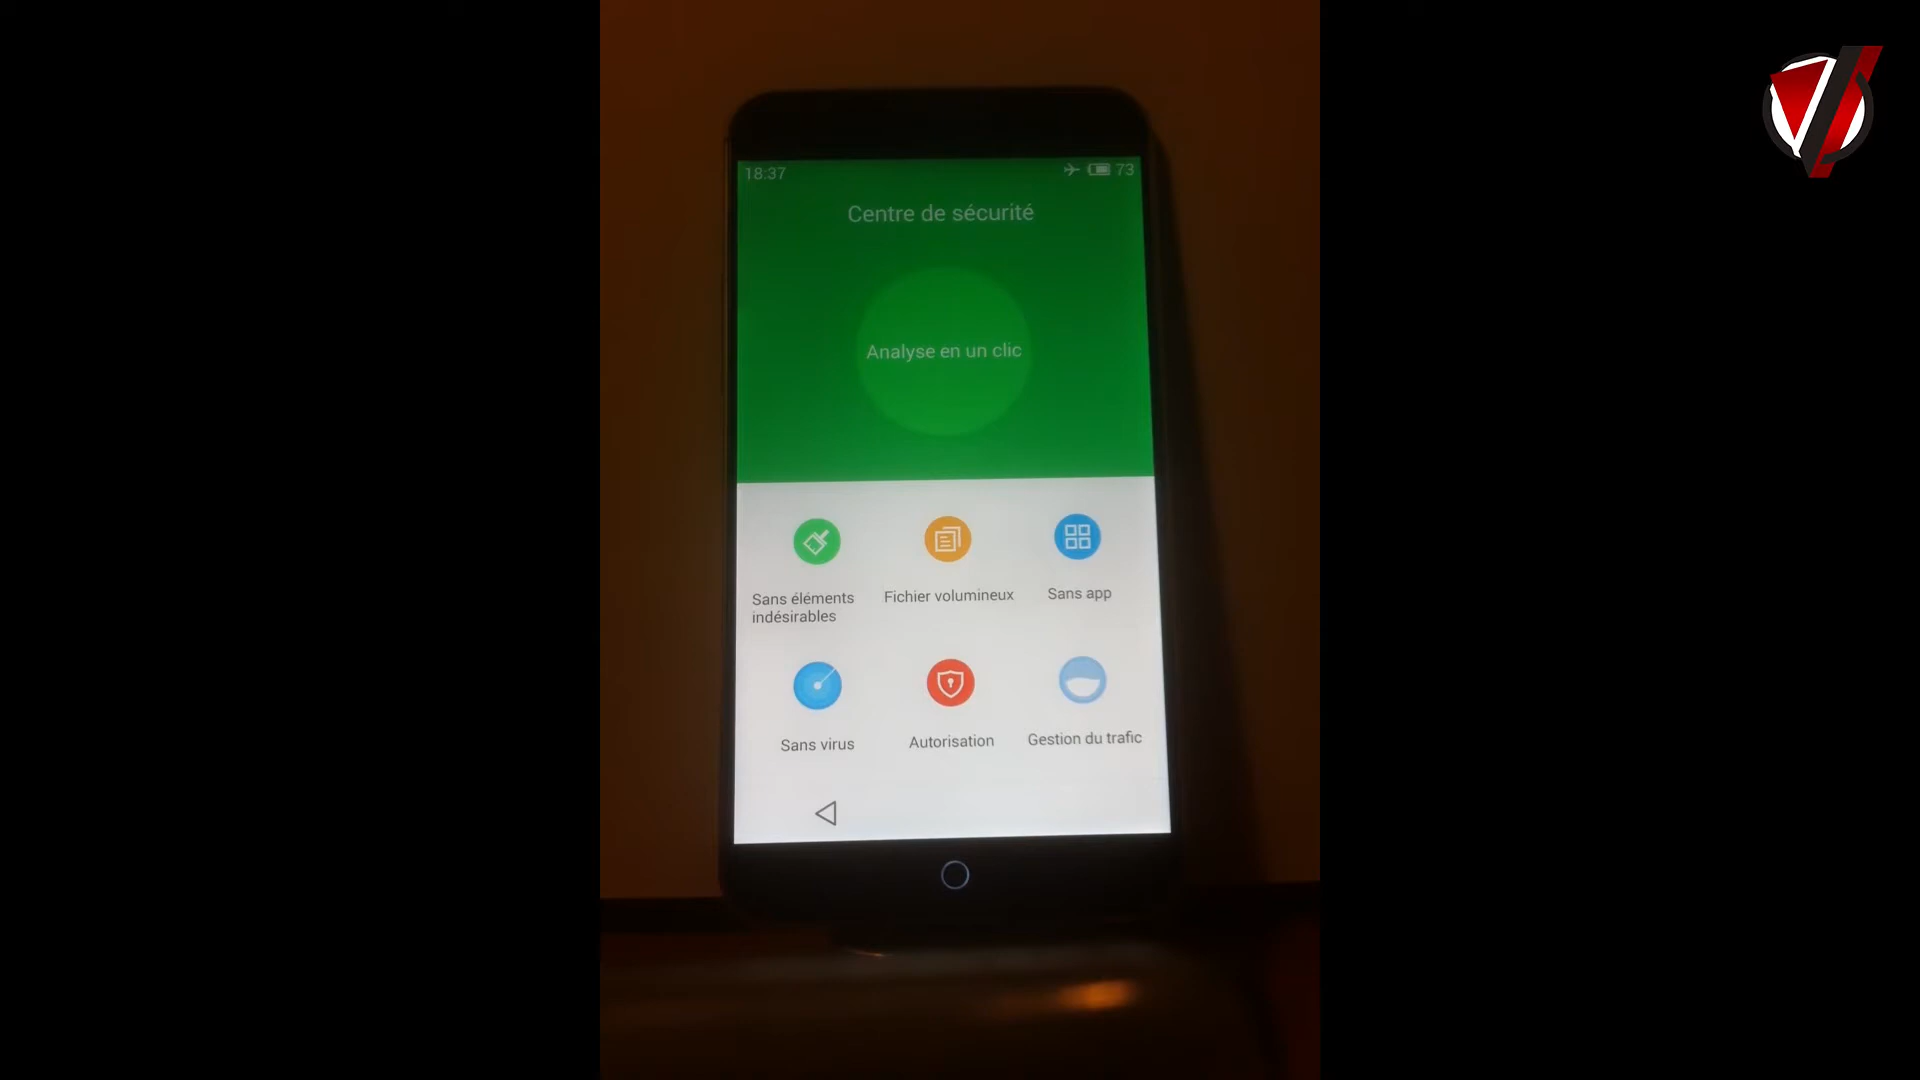 18:37
73
Centre de sécurité
Analyse en un clic
Sans éléments
indésirables
Fichier volumineux
Sans app
Sans virus
Autorisation
Gestion du trafic